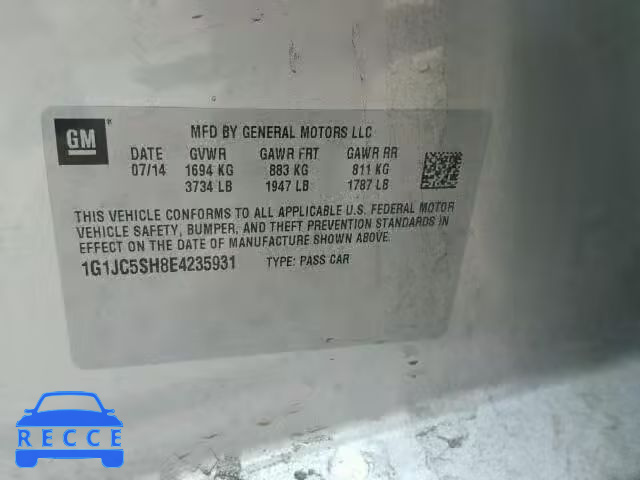 GM ®
MFD BY GENERAL MOTORS LLC
DATE GVWR GAWR FRT GAWR RR
07/14 1694 KG 883 KG 811 KG
3734 LB 1947 LB 1787 LB
THIS VEHICLE CONFORMS TO ALL APPLICABLE U.S. FEDERAL MOTOR
VEHICLE SAFETY, BUMPER, AND THEFT PREVENTION STANDARDS IN
EFFECT ON THE DATE OF MANUFACTURE SHOWN ABOVE.
1G1JC5SH8E4235931 TYPE: PASS CAR
RECCE